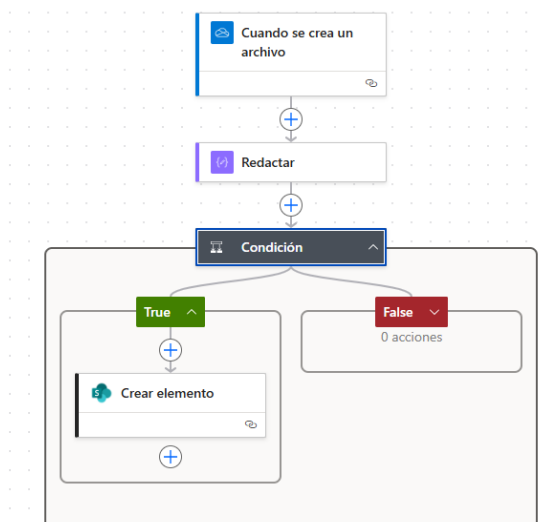 Cuando se crea un
archivo
Redactar
Condición
True
False
0 acciones
Crear elemento